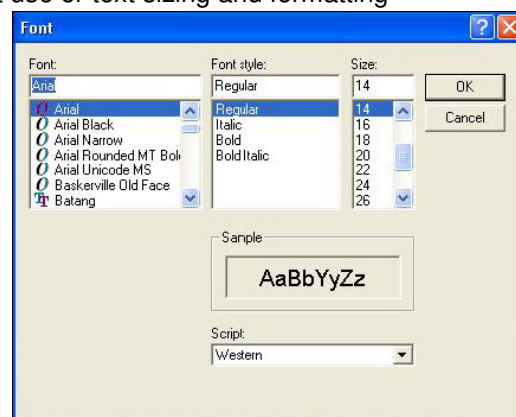 use of text sizing and formatting
Font
Font: Font style: Size:
Arial Regular 14 OK
Arial Regular 14 Cancel
Arial Black Italic 16
Arial Narrow Bold 18
Arial Rounded MT Bol Bold Italic 20
Arial Unicode MS 22
Baskerville Old Face 24
Batang 26
Sample
AaBbYyZz
Script:
Western